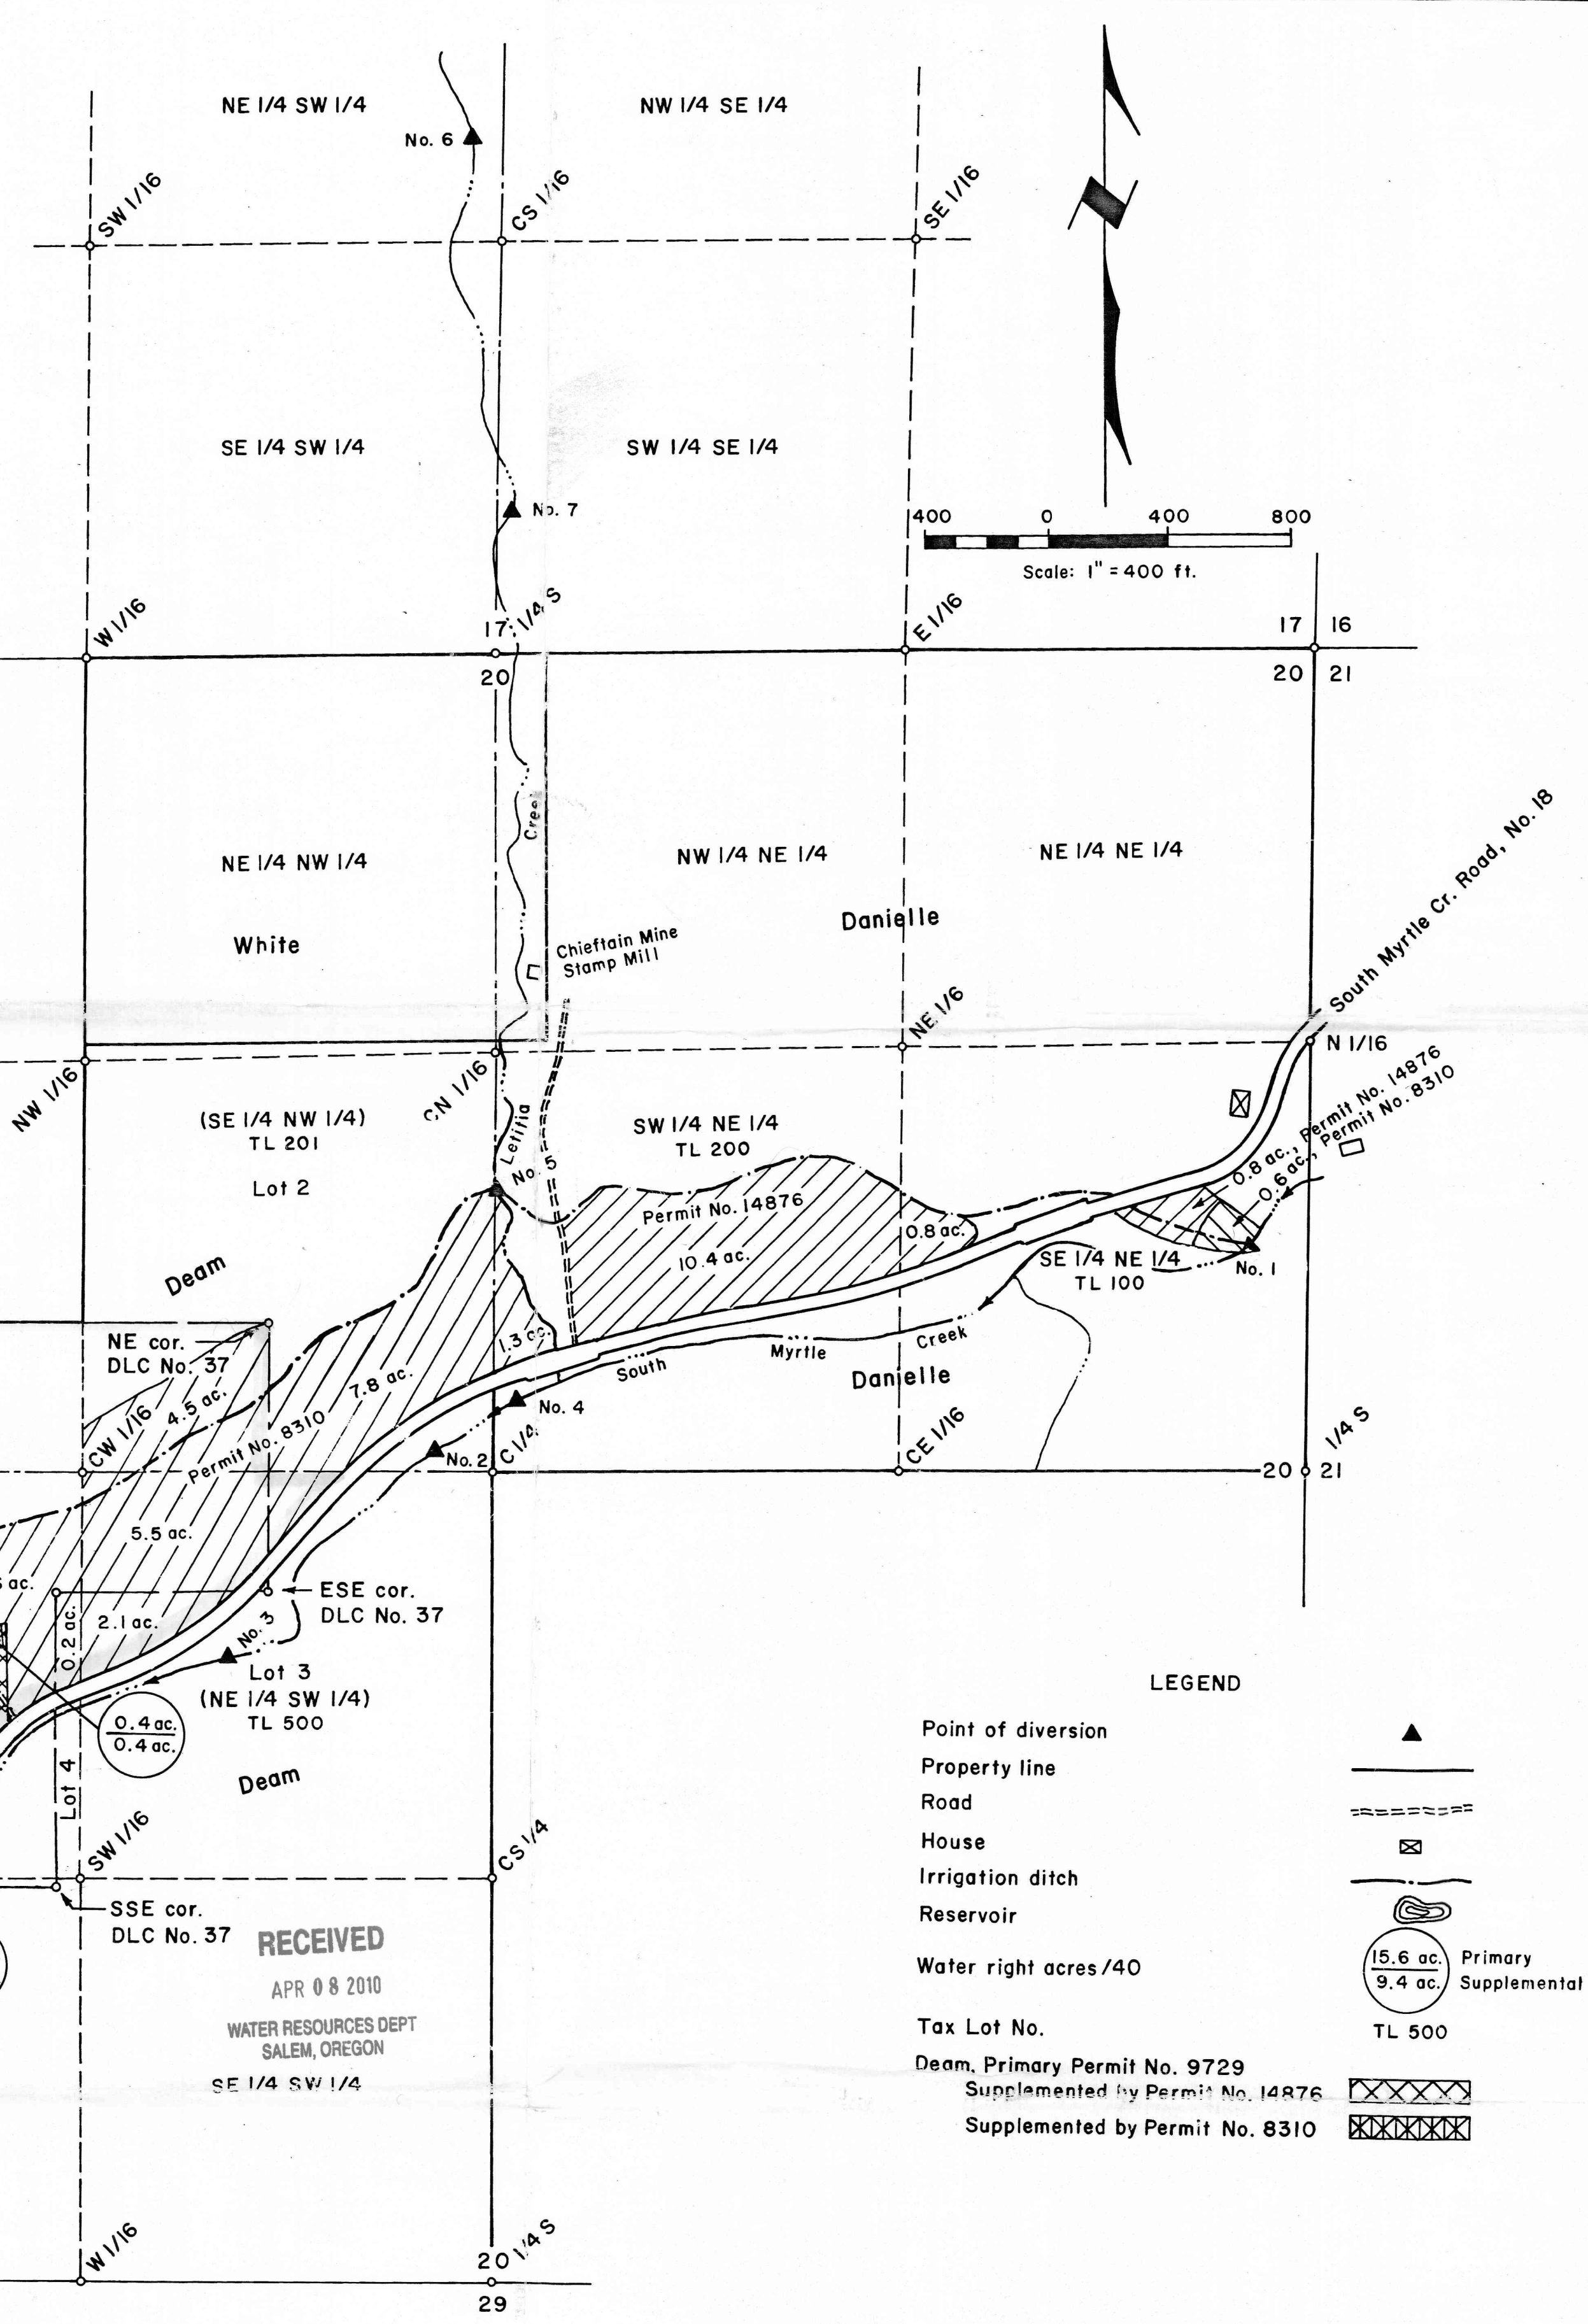 NE 1/4 SW 1/4
NW 1/4 SE 1/4
No. 6
SW 1/16
CS 1/16
SE 1/16
SE 1/4 SW 1/4
SW 1/4 SE 1/4
No. 7
400 0 400 800
Scale: 1" = 400 ft.
W 1/16
1/4 S
E 1/16
17
20
17 16
20 21
NE 1/4 NW 1/4
White
Creek
NW 1/4 NE 1/4
NE 1/4 NE 1/4
Danielle
Chieftain Mine
Stamp Mill
South Myrtle Cr. Road, No. 18
NW 1/16
CN 1/16
NE 1/6
N 1/16
(SE 1/4 NW 1/4)
TL 201
Lot 2
Letitia
No. 5
SW 1/4 NE 1/4
TL 200
0.8 ac., Permit No. 14876
0.6 ac., Permit No. 8310
Permit No. 14876
10.4 ac.
0.8 ac.
SE 1/4 NE 1/4
TL 100
No. 1
Deam
NE cor.
DLC No. 37
4.5 ac.
7.8 ac.
1.3 ac.
South Myrtle Creek
Danielle
No. 4
CW 1/16
Permit No. 8310
No. 2
C 1/4
CE 1/16
1/4 S
20 21
5.5 ac.
ac.
ESE cor.
DLC No. 37
0.2 ac.
2.1 ac.
No. 3
Lot 3
(NE 1/4 SW 1/4)
TL 500
0.4 ac.
0.4 ac.
Lot 4
Deam
SW 1/16
CS 1/4
SSE cor.
DLC No. 37
RECEIVED
APR 08 2010
WATER RESOURCES DEPT
SALEM, OREGON
SE 1/4 SW 1/4
W 1/16
20
1/4 S
29
LEGEND
Point of diversion
Property line
Road
House
Irrigation ditch
Reservoir
Water right acres/40
15.6 ac. Primary
9.4 ac. Supplemental
Tax Lot No.
TL 500
Deam, Primary Permit No. 9729
Supplemented by Permit No. 14876
Supplemented by Permit No. 8310